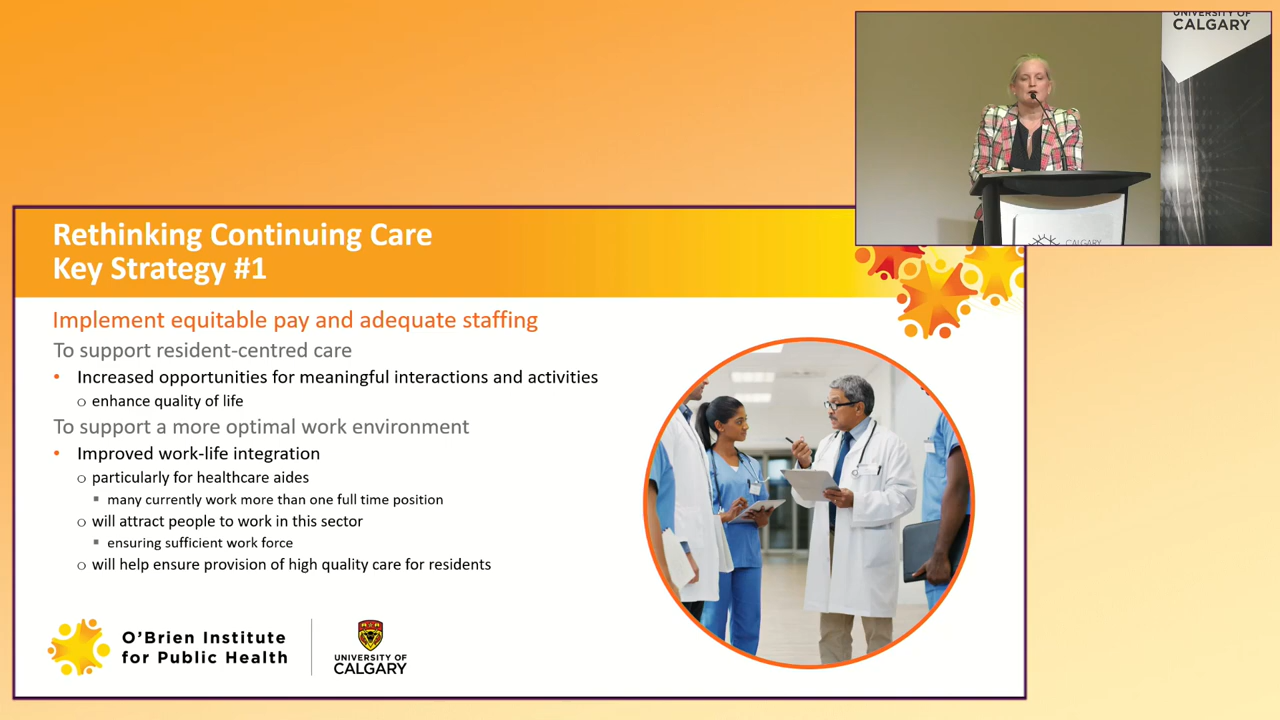 UNIVERSITY OF
CALGARY
CALGARY
Rethinking Continuing Care
Key Strategy #1
Implement equitable pay and adequate staffing
To support resident-centred care
• Increased opportunities for meaningful interactions and activities
o enhance quality of life
To support a more optimal work environment
• Improved work-life integration
o particularly for healthcare aides
▪ many currently work more than one full time position
o will attract people to work in this sector
▪ ensuring sufficient work force
o will help ensure provision of high quality care for residents
O'Brien Institute
for Public Health
UNIVERSITY OF
CALGARY